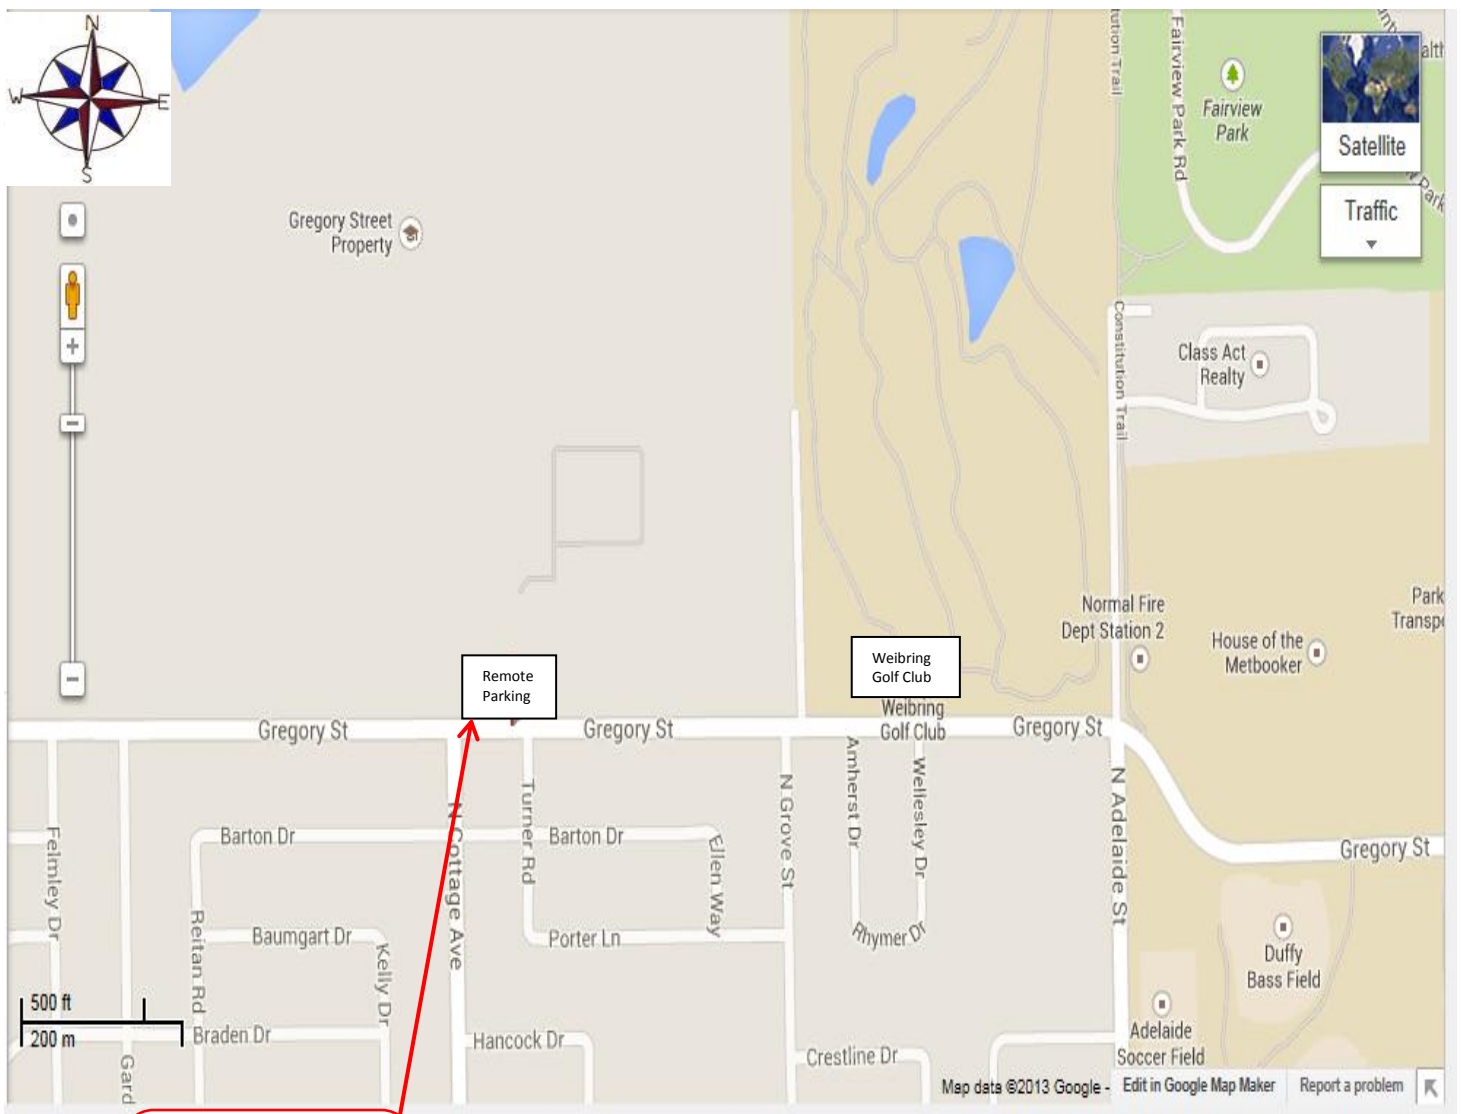 N
W
E
S
Constitution Trail
Fairview Park Rd
Fairview
Park
Satellite
Traffic
Gregory Street
Property
Constitution Trail
Class Act
Realty
Normal Fire
Dept Station 2
House of the
Metbooker
Park
Transp
Remote
Parking
Weibring
Golf Club
Weibring
Golf Club
Gregory St
Gregory St
Gregory St
Gregory St
Felmley Dr
Gard
Reitan Rd
Barton Dr
Baumgart Dr
Kelly Dr
Braden Dr
N Cottage Ave
Turner Rd
Barton Dr
Ellen Way
Porter Ln
Hancock Dr
N Grove St
Amherst Dr
Wellesley Dr
Rhymer Dr
Crestline Dr
N Adelaide St
Duffy
Bass Field
Adelaide
Soccer Field
500 ft
200 m
Map data ©2013 Google -
Edit in Google Map Maker
Report a problem